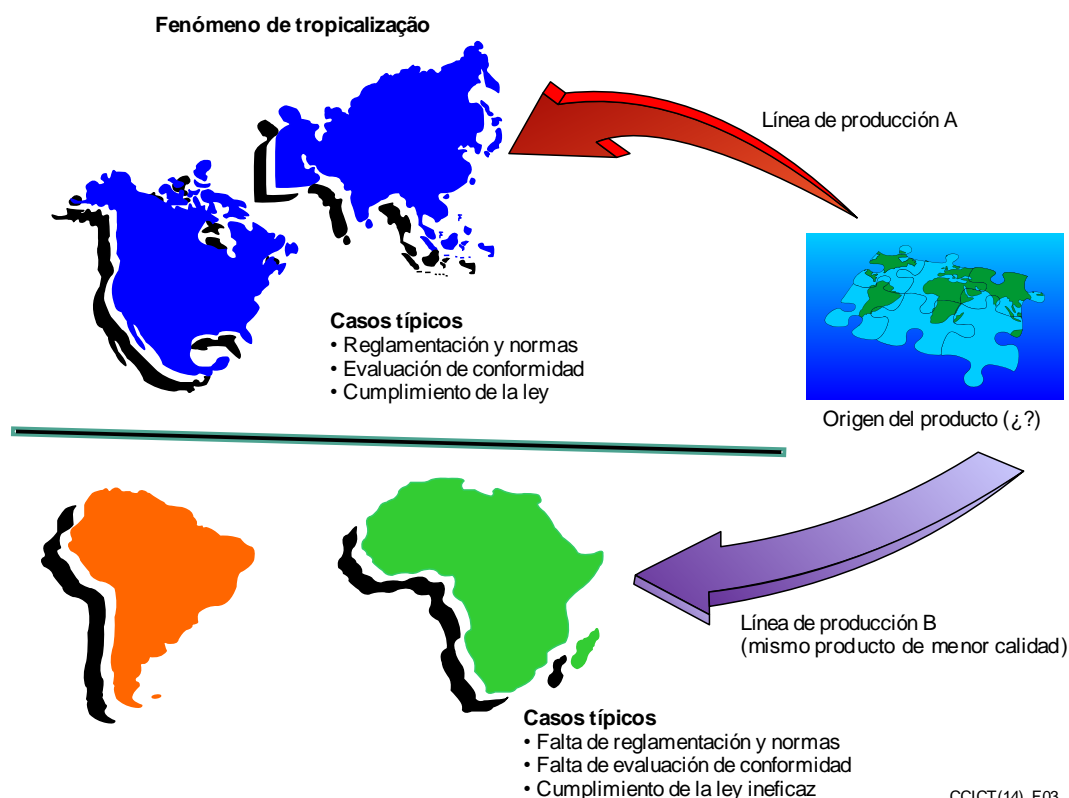 Fenómeno de tropicalização
Línea de producción A
Casos típicos
• Reglamentación y normas
• Evaluación de conformidad
• Cumplimiento de la ley
Origen del producto (¿?)
Línea de producción B
(mismo producto de menor calidad)
Casos típicos
• Falta de reglamentación y normas
• Falta de evaluación de conformidad
• Cumplimiento de la ley ineficaz